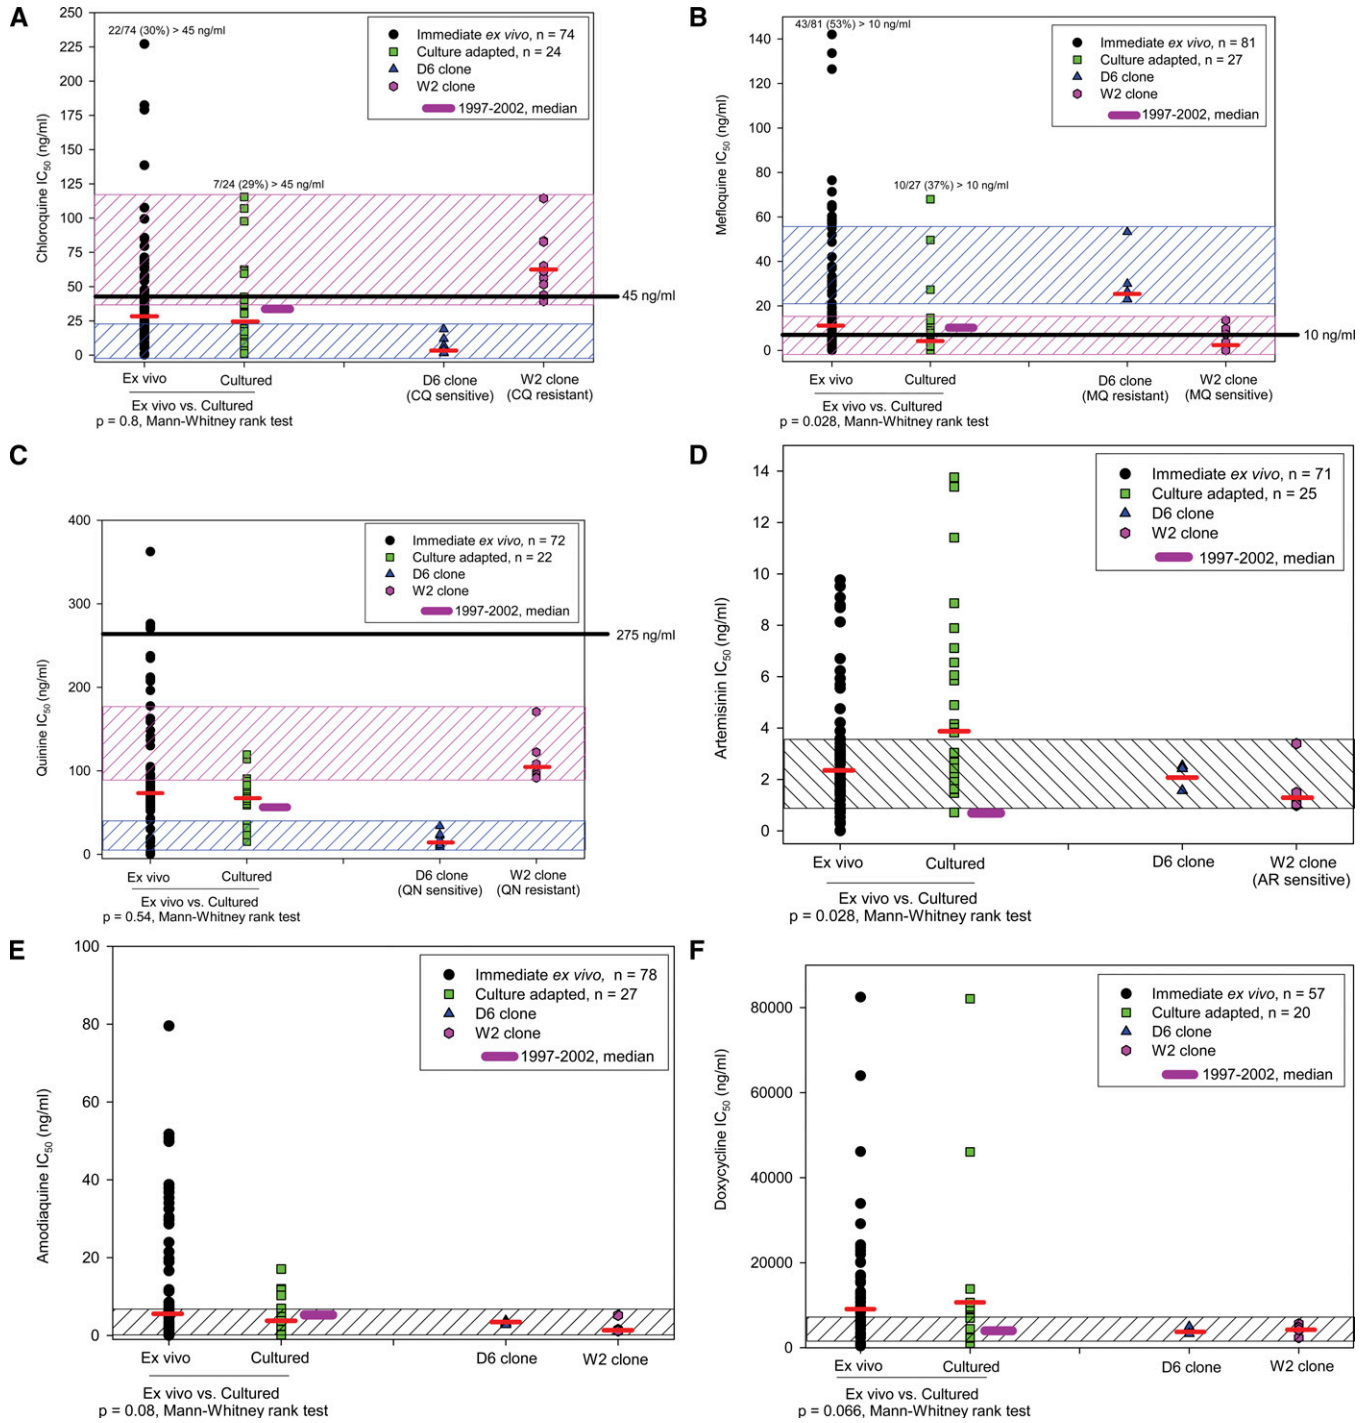 A
Chloroquine IC50 (ng/ml)
250
225
200
175
150
125
100
75
50
25
0
22/74 (30%) > 45 ng/ml
7/24 (29%) > 45 ng/ml
Immediate ex vivo, n = 74
Culture adapted, n = 24
D6 clone
W2 clone
1997-2002, median
45 ng/ml
Ex vivo
Cultured
D6 clone
(CQ sensitive)
W2 clone
(CQ resistant)
Ex vivo vs. Cultured
p = 0.8, Mann-Whitney rank test
B
Mefloquine IC50 (ng/ml)
140
120
100
80
60
40
20
0
43/81 (53%) > 10 ng/ml
10/27 (37%) > 10 ng/ml
Immediate ex vivo, n = 81
Culture adapted, n = 27
D6 clone
W2 clone
1997-2002, median
10 ng/ml
Ex vivo
Cultured
D6 clone
(MQ resistant)
W2 clone
(MQ sensitive)
Ex vivo vs. Cultured
p = 0.028, Mann-Whitney rank test
C
Quinine IC50 (ng/ml)
400
300
200
100
0
Immediate ex vivo, n = 72
Culture adapted, n = 22
D6 clone
W2 clone
1997-2002, median
275 ng/ml
Ex vivo
Cultured
D6 clone
(QN sensitive)
W2 clone
(QN resistant)
Ex vivo vs. Cultured
p = 0.54, Mann-Whitney rank test
D
Artemisinin IC50 (ng/ml)
14
12
10
8
6
4
2
0
Immediate ex vivo, n = 71
Culture adapted, n = 25
D6 clone
W2 clone
1997-2002, median
Ex vivo
Cultured
D6 clone
W2 clone
(AR sensitive)
Ex vivo vs. Cultured
p = 0.028, Mann-Whitney rank test
E
Amodiaquine IC50 (ng/ml)
100
80
60
40
20
0
Immediate ex vivo, n = 78
Culture adapted, n = 27
D6 clone
W2 clone
1997-2002, median
Ex vivo
Cultured
D6 clone
W2 clone
Ex vivo vs. Cultured
p = 0.08, Mann-Whitney rank test
F
Doxycycline IC50 (ng/ml)
80000
60000
40000
20000
0
Immediate ex vivo, n = 57
Culture adapted, n = 20
D6 clone
W2 clone
1997-2002, median
Ex vivo
Cultured
D6 clone
W2 clone
Ex vivo vs. Cultured
p = 0.066, Mann-Whitney rank test